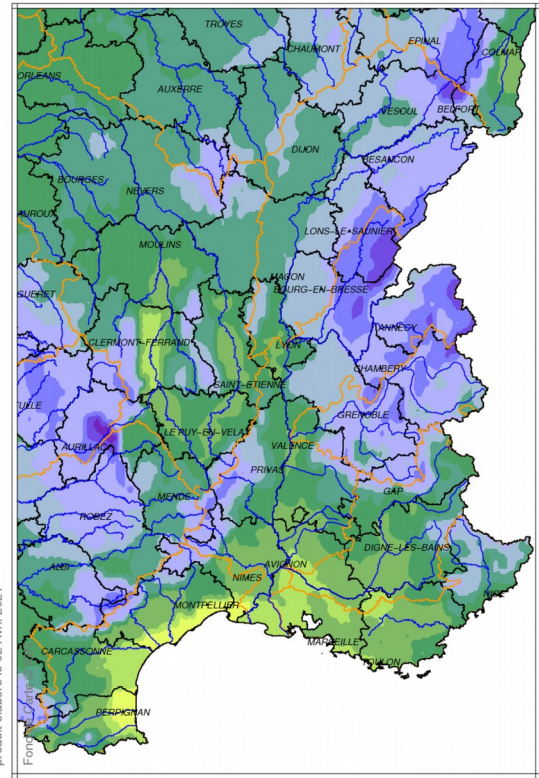 TROYES
EPINAL
CHAUMONT
COLMAR
ORLEANS
AUXERRE
VESOUL
BELFORT
DIJON
BESANCON
BOURGES
NEVERS
AUROUX
LONS-LE-SAUNIER
MOULINS
MACON
BOURG-EN-BRESSE
GUERET
ANNECY
CLERMONT-FERRAND
LYON
CHAMBERY
SAINT-ETIENNE
TULLE
GRENOBLE
LE PUY-EN-VELAY
AURILLAC
VALENCE
PRIVAS
GAP
MENDE
RODEZ
DIGNE-LES-BAINS
AVIGNON
ALBI
NIMES
NICE
MONTPELLIER
MARSEILLE
CARCASSONNE
TOULON
PERPIGNAN